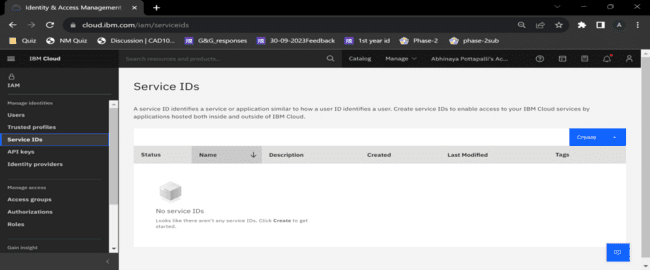 Identity & Access Management
cloud.ibm.com/iam/serviceids
Quiz NM Quiz Discussion | CAD10... G&G_responses 30-09-2023Feedback 1st year id Phase-2 phase-2sub
IBM Cloud Search resources and products... Catalog Manage Abhinaya Pottapalli's Ac...
IAM
Manage identities
Users
Trusted profiles
Service IDs
API keys
Identity providers
Manage access
Access groups
Authorizations
Roles
Gain insight
Service IDs
A service ID identifies a service or application similar to how a user ID identifies a user. Create service IDs to enable access to your IBM Cloud services by
applications hosted both inside and outside of IBM Cloud.
Create +
Status Name Description Created Last Modified Tags
No service IDs
Looks like there aren't any service IDs. Click Create to get
started.